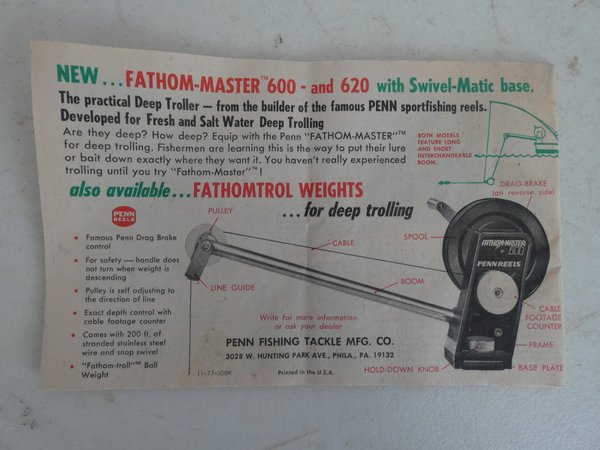 NEW...FATHOM-MASTER™600 - and 620 with Swivel-Matic base.
The practical Deep Troller — from the builder of the famous PENN sportfishing reels.
Developed for Fresh and Salt Water Deep Trolling
Are they deep? How deep? Equip with the Penn "FATHOM-MASTER"™
for deep trolling. Fishermen are learning this is the way to put their lure
or bait down exactly where they want it. You haven't really experienced
trolling until you try "Fathom-Master"™!
BOTH MODELS
FEATURE LONG
AND SHORT
INTERCHANGEABLE
BOOM.
also available...FATHOMTROL WEIGHTS
...for deep trolling
PENN
REELS
• Famous Penn Drag Brake
control
• For safety — handle does
not turn when weight is
descending
• Pulley is self adjusting to
the direction of line
• Exact depth control with
cable footage counter
• Comes with 200 ft. of
stranded stainless steel
wire and snap swivel
• "Fathom-troll"™ Ball
Weight
PULLEY
LINE GUIDE
CABLE
BOOM
SPOOL
DRAG-BRAKE
(on reverse side)
FATHOM-MASTER
600
PENN REELS
CABLE
FOOTAGE
COUNTER
FRAME
BASE PLATE
HOLD-DOWN KNOB
Write for more information
or ask your dealer
PENN FISHING TACKLE MFG. CO.
3028 W. HUNTING PARK AVE., PHILA., PA. 19132
11-77-200M
Printed in the U.S.A.